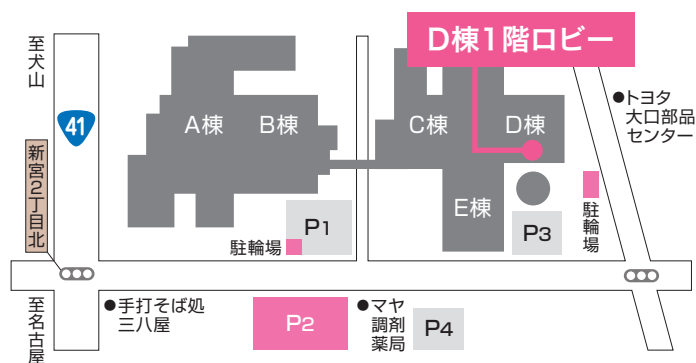 D棟1階ロビー
至犬山
41
新宮2丁目北
至名古屋
A棟
B棟
C棟
D棟
E棟
●トヨタ
大口部品
センター
P1
駐輪場
P3
駐輪場
●手打そば処
三八屋
P2
●マヤ
調剤
薬局
P4